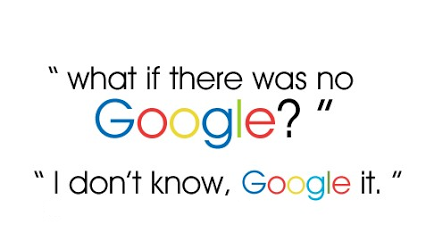 “ what if there was no
Google? ”
“ I don’t know, Google it. ”